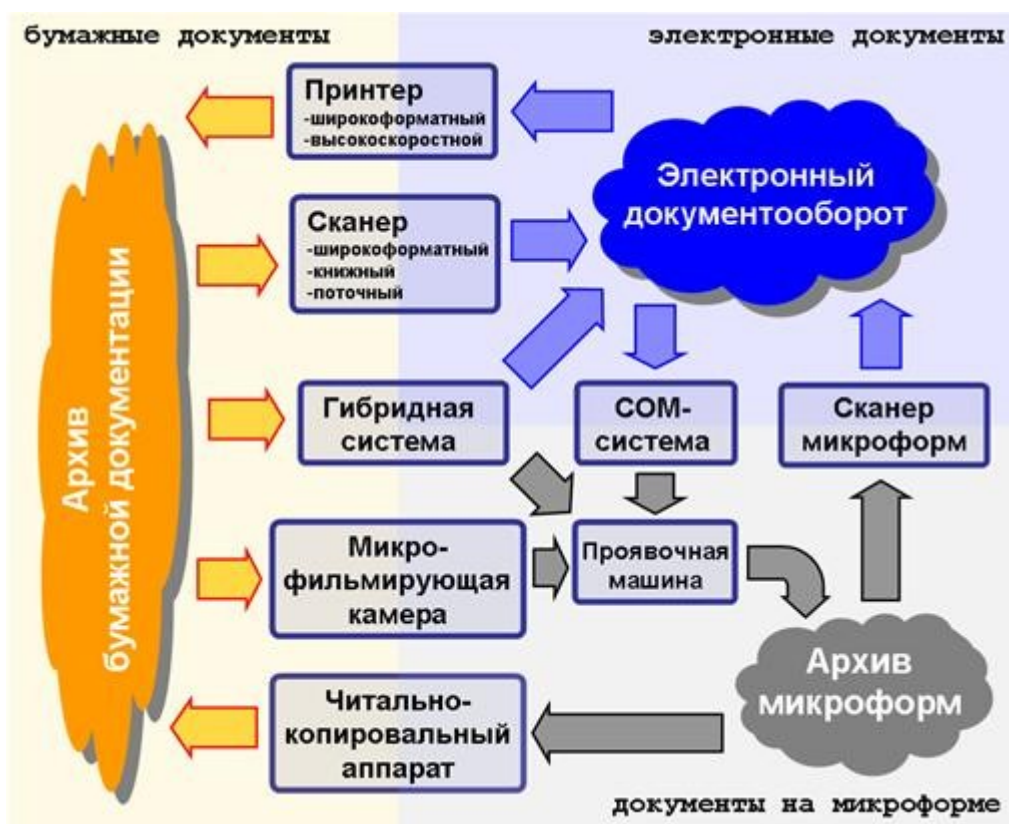 бумажные документы
электронные документы
Принтер
-широкоформатный
-высокоскоростной
Электронный
документооборот
Сканер
-широкоформатный
-книжный
-поточный
Архив
бумажной документации
Гибридная
система
COM-
система
Сканер
микроформ
Микро-
фильмирующая
камера
Проявочная
машина
Архив
микроформ
Читально-
копировальный
аппарат
документы на микроформе